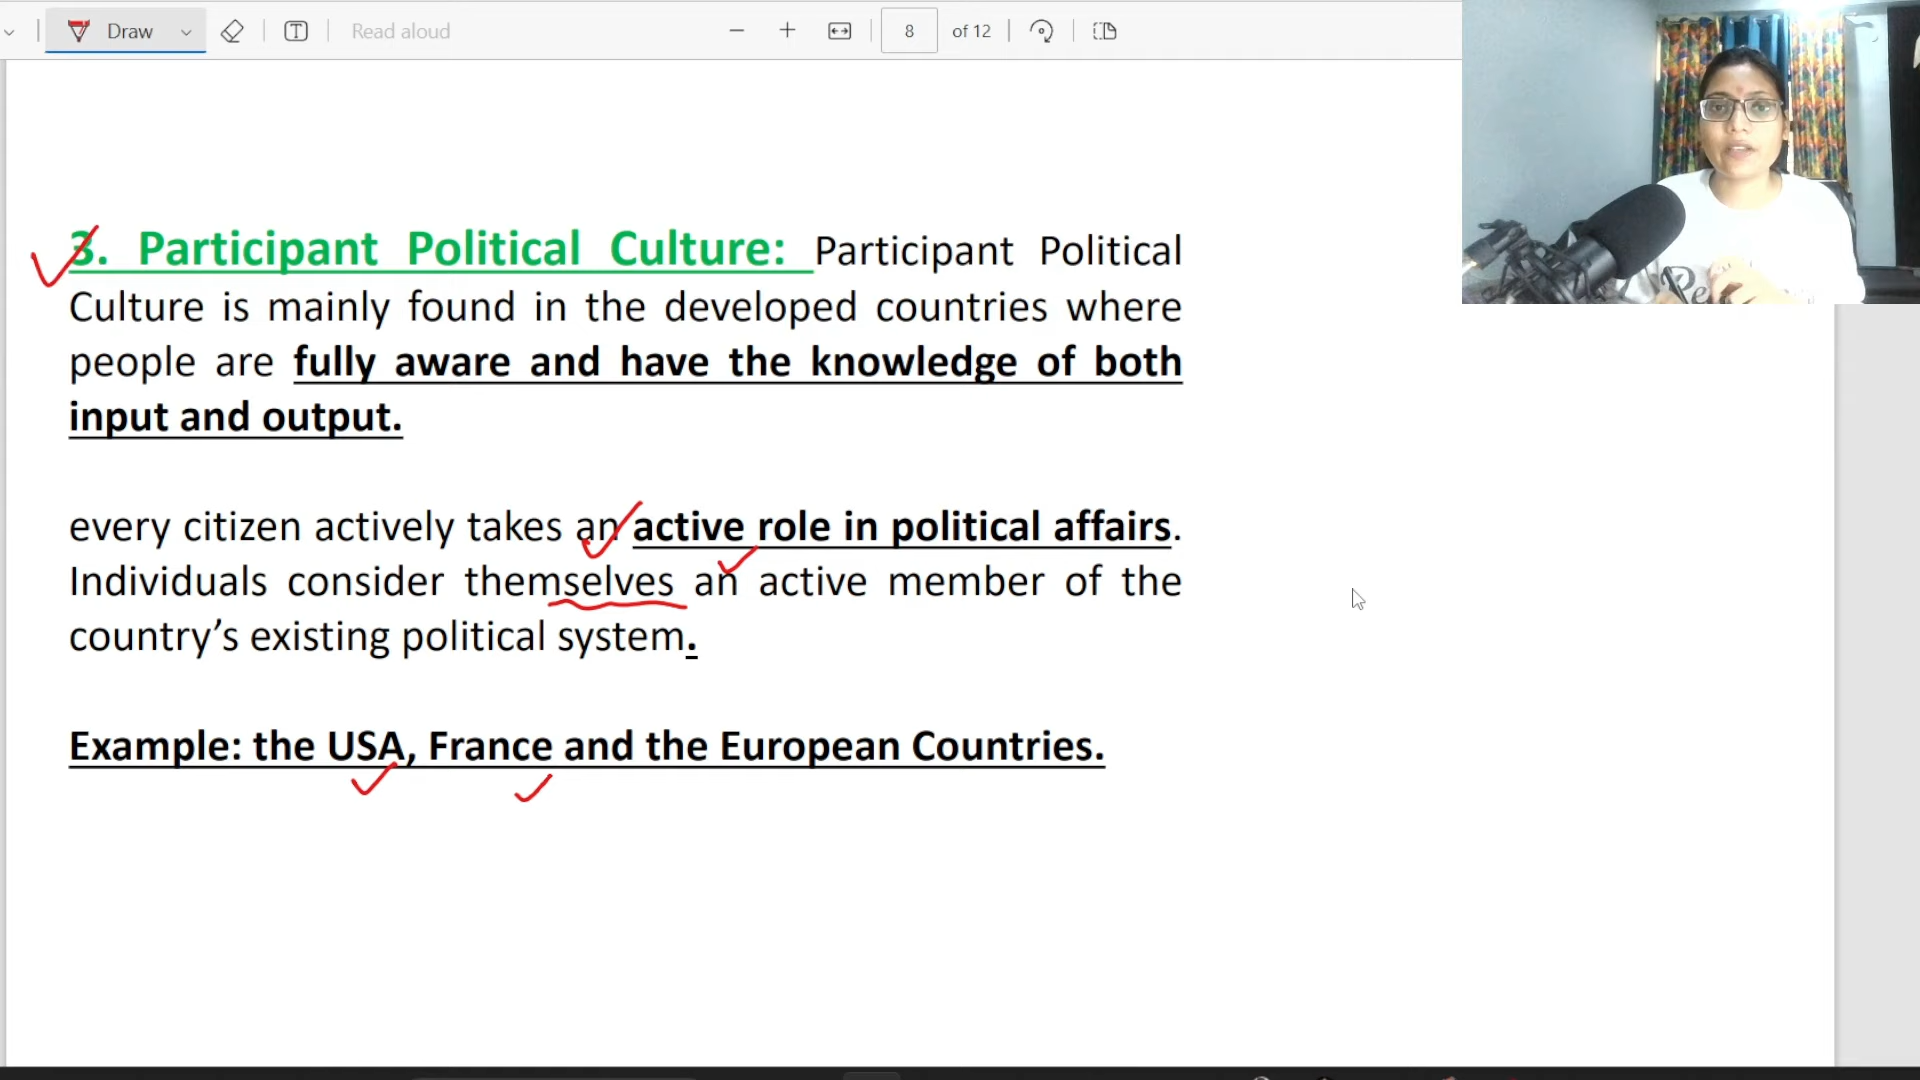 Draw
Read aloud
8 of 12
3. Participant Political Culture: Participant Political
Culture is mainly found in the developed countries where
people are fully aware and have the knowledge of both
input and output.
every citizen actively takes an active role in political affairs.
Individuals consider themselves an active member of the
country’s existing political system.
Example: the USA, France and the European Countries.